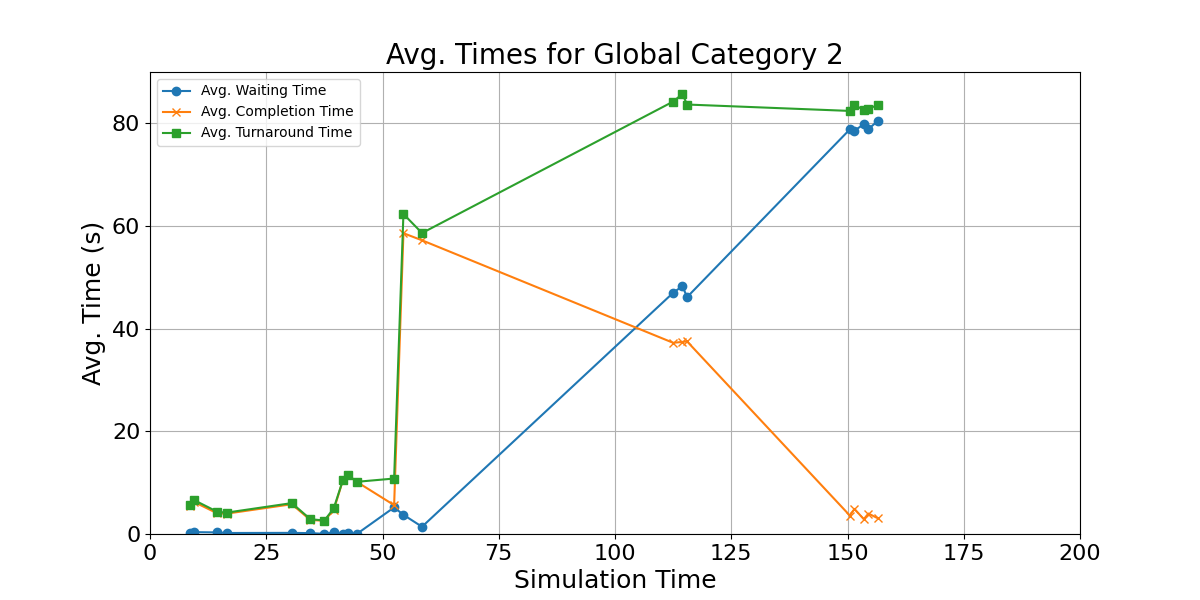 Avg. Times for Global Category 2
Avg. Waiting Time
Avg. Completion Time
Avg. Turnaround Time
Avg. Time (s)
80
60
40
20
0
0 25 50 75 100 125 150 175 200
Simulation Time